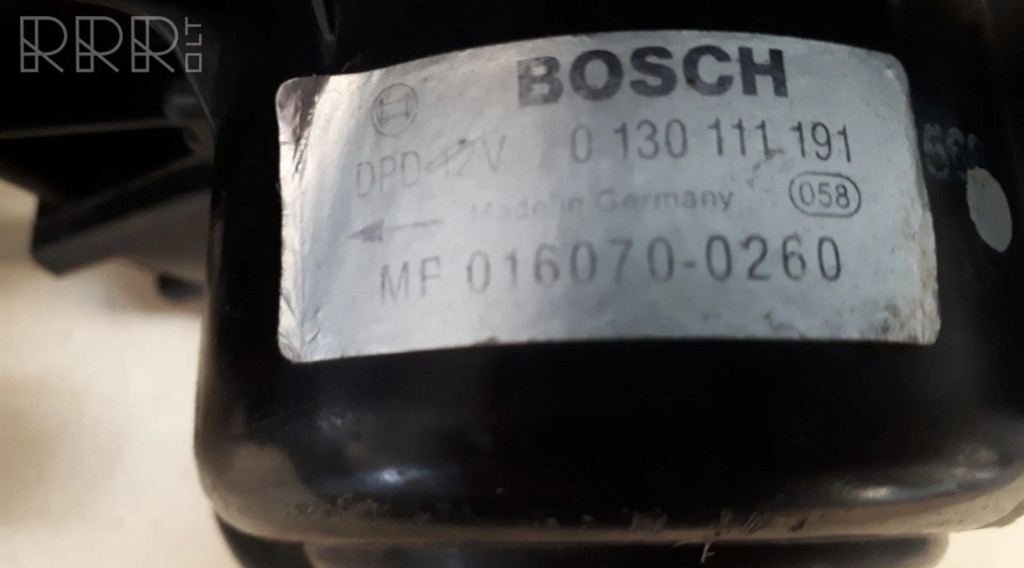 RRR.LT
BOSCH
DPD 12V 0 130 111 191
Made in Germany 058
MF 016070-0260